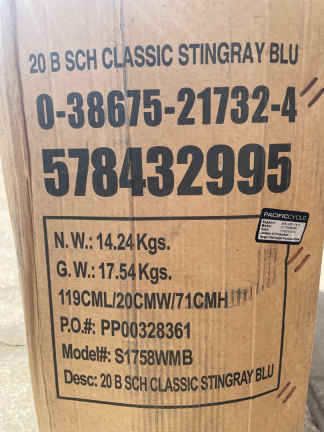 20 B SCH CLASSIC STINGRAY BLU
0-38675-21732-4
578432995
PACIFIC CYCLE
N.W.: 14.24 Kgs.
G.W.: 17.54 Kgs.
119CML/20CMW/71CMH
P.O.#: PP00328361
Model#: S1758WMB
Desc: 20 B SCH CLASSIC STINGRAY BLU